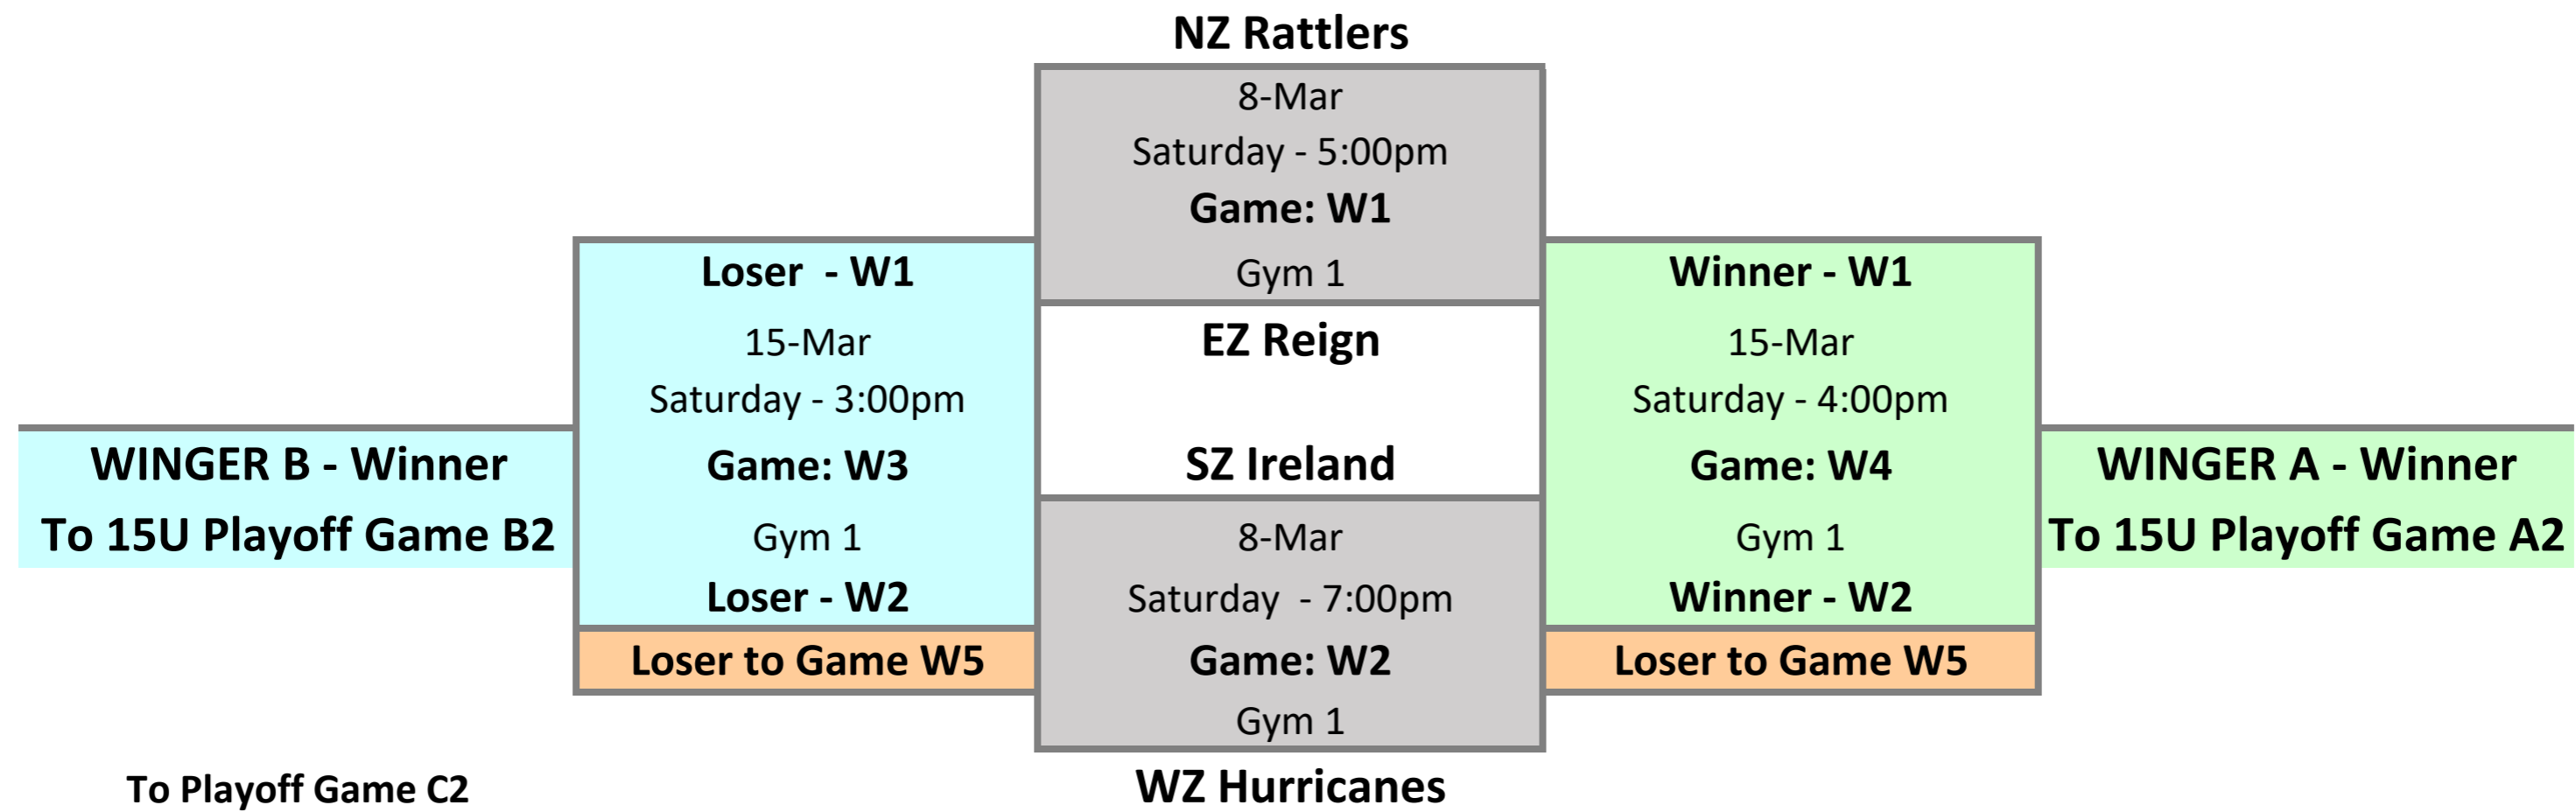 NZ Rattlers
8-Mar
Saturday - 5:00pm
Game: W1
Gym 1
EZ Reign
SZ Ireland
8-Mar
Saturday  - 7:00pm
Game: W2
Gym 1
WZ Hurricanes
Loser  - W1
15-Mar
Saturday - 3:00pm
Game: W3
Gym 1
Loser - W2
Loser to Game W5
WINGER B - Winner
To 15U Playoff Game B2
Winner - W1
15-Mar
Saturday - 4:00pm
Game: W4
Gym 1
Winner - W2
Loser to Game W5
WINGER A - Winner
To 15U Playoff Game A2
To Playoff Game C2